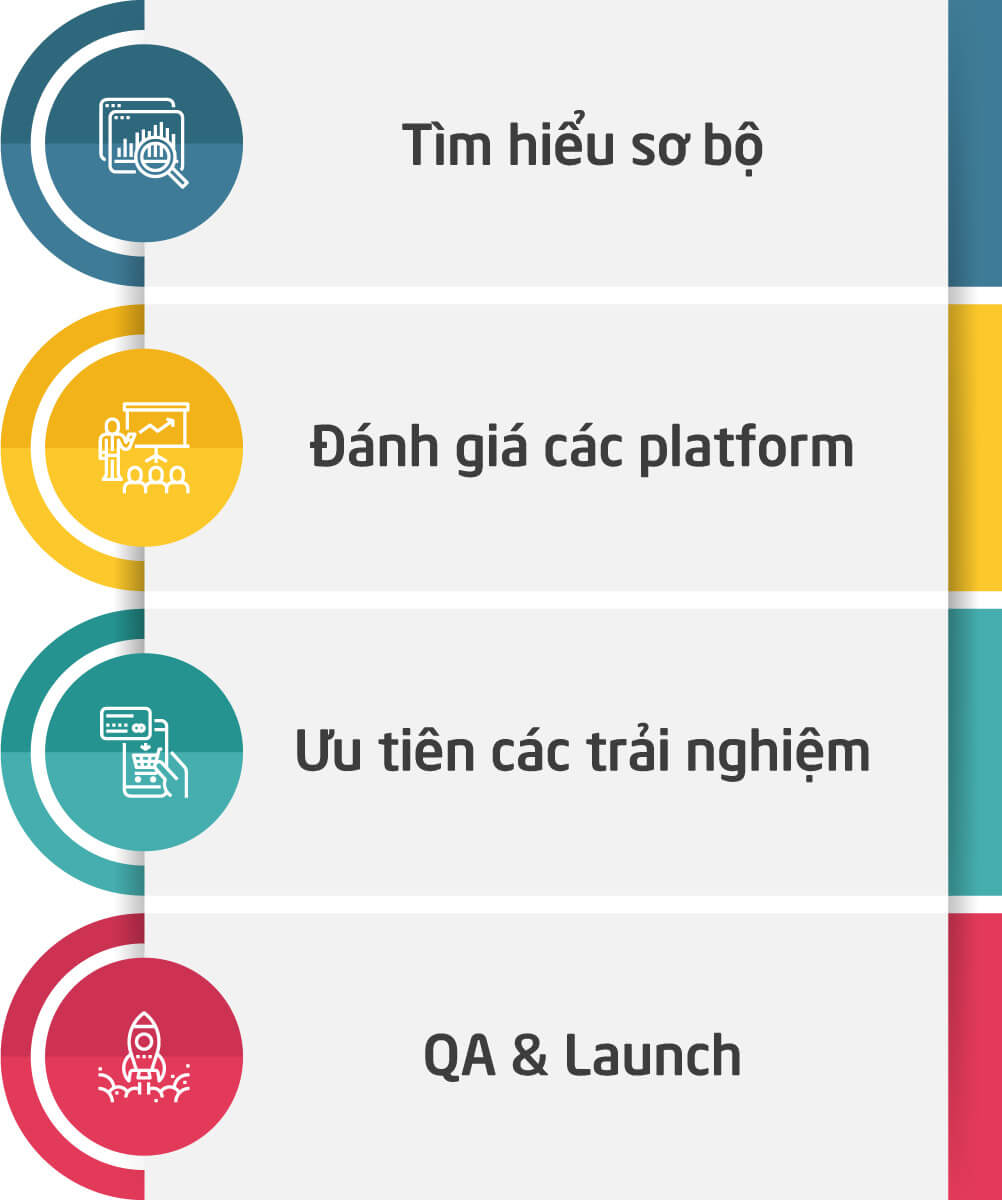 Tìm hiểu sơ bộ
Đánh giá các platform
Ưu tiên các trải nghiệm
QA & Launch